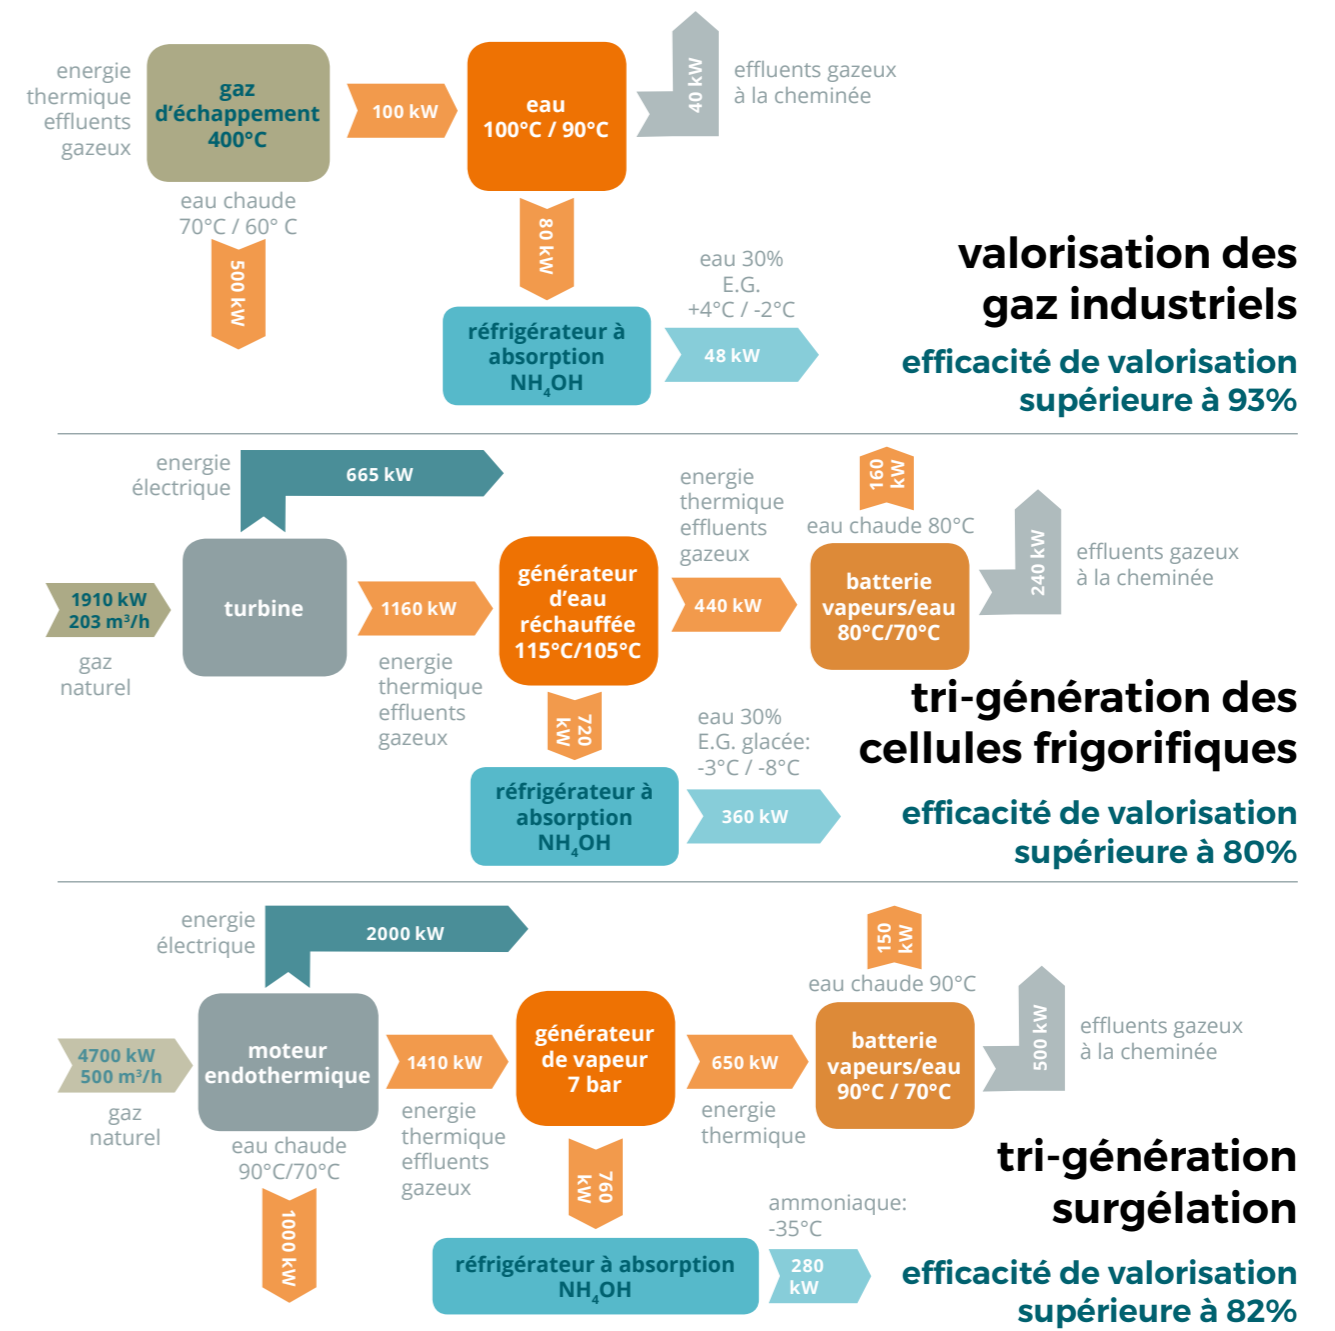 energie
thermique
effluents
gazeux
gaz
d'échappement
400°C
100 kW
eau
100°C / 90°C
40 kW
effluents gazeux
à la cheminée
eau chaude
70°C / 60° C
500 kW
80 kW
réfrigérateur à
absorption
NH₄OH
eau 30%
E.G.
+4°C / -2°C
48 kW
valorisation des
gaz industriels
efficacité de valorisation
supérieure à 93%
energie
électrique
665 kW
1910 kW
203 m³/h
gaz
naturel
turbine
1160 kW
energie
thermique
effluents
gazeux
générateur
d'eau
réchauffée
115°C/105°C
energie
thermique
effluents
gazeux
440 kW
160
kW
eau chaude 80°C
batterie
vapeurs/eau
80°C/70°C
240 kW
effluents gazeux
à la cheminée
720
kW
réfrigérateur à
absorption
NH₄OH
eau 30%
E.G. glacée:
-3°C / -8°C
360 kW
tri-génération des
cellules frigorifiques
efficacité de valorisation
supérieure à 80%
energie
électrique
2000 kW
4700 kW
500 m³/h
gaz
naturel
moteur
endothermique
eau chaude
90°C/70°C
1000 kW
1410 kW
energie
thermique
effluents
gazeux
générateur
de vapeur
7 bar
650 kW
energie
thermique
150
kW
eau chaude 90°C
batterie
vapeurs/eau
90°C / 70°C
500 kW
effluents gazeux
à la cheminée
760
kW
réfrigérateur à absorption
NH₄OH
ammoniaque:
-35°C
280
kW
tri-génération
surgélation
efficacité de valorisation
supérieure à 82%